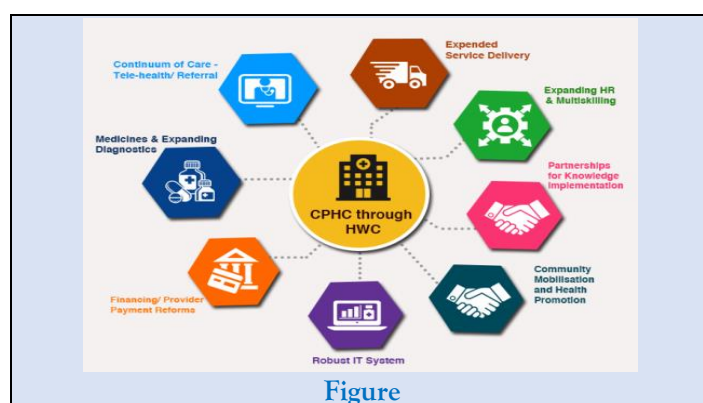 Continuum of Care -
Tele-health/ Referral
Expended
Service Delivery
Expanding HR
& Multiskilling
Medicines & Expanding
Diagnostics
Partnerships
for Knowledge
Implementation
CPHC through
HWC
Community
Mobilisation
and Health
Promotion
Financing/ Provider
Payment Reforms
Robust IT System
Figure